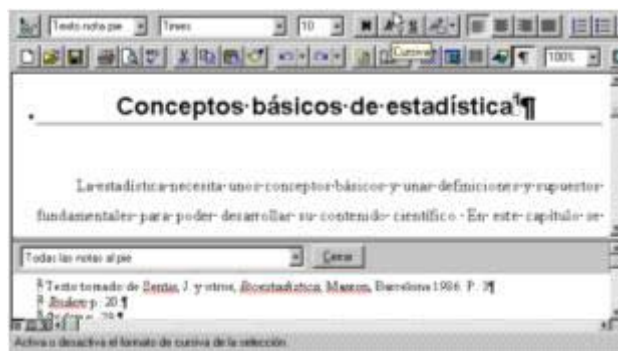 Texto nota pie Times 10 N S
Cursiva 100%
Conceptos·básicos·de·estadística¶
La·estadística·necesita·unos·conceptos·básicos·y·unas·definiciones·y·supuestos·
fundamentales·para·poder·desarrollar·su·contenido·científico.·En·este·capítulo·se·
Todas las notas al pie Cerrar
Texto tomado de Sentís, J. y otros, Bioestadística, Masson, Barcelona 1986. P. 3¶
Ibidem p. 20.¶
Ibidem p. 29.¶
Activa o desactiva el formato de cursiva de la selección